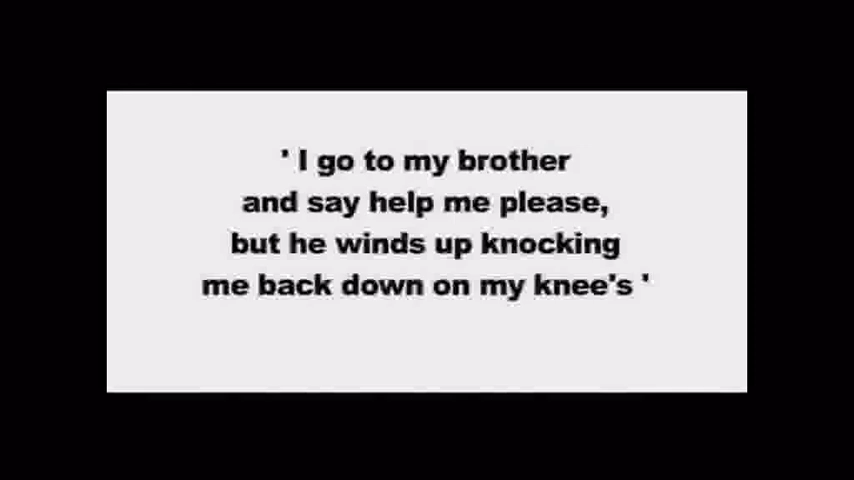 ' I go to my brother
and say help me please,
but he winds up knocking
me back down on my knee's '